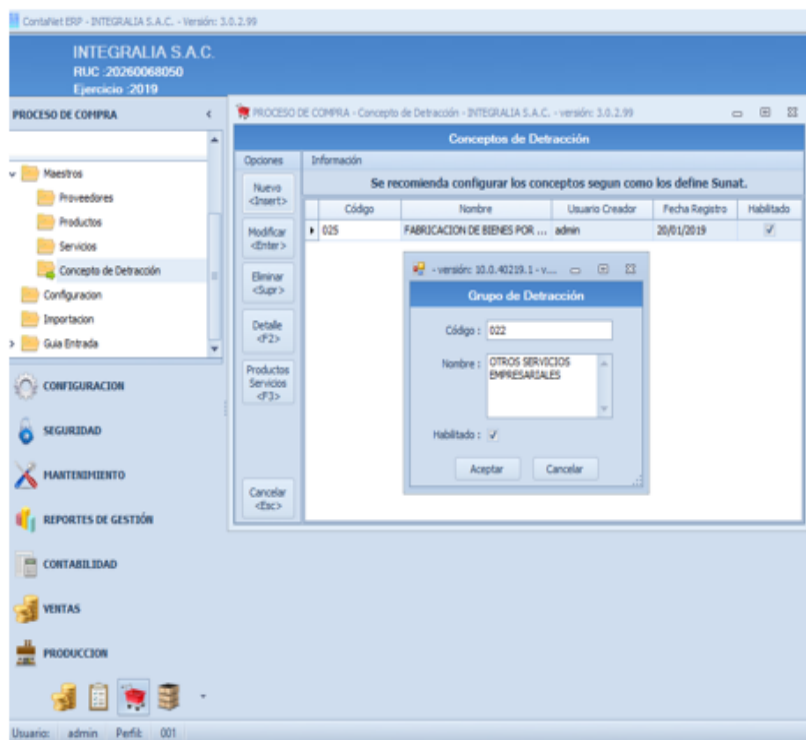 ContaNet ERP - INTEGRALIA S.A.C. - Versión: 3.0.2.99
INTEGRALIA S.A.C.
RUC :20260068050
Ejercicio :2019
PROCESO DE COMPRA
Maestros
Proveedores
Productos
Servicios
Concepto de Detracción
Configuracion
Importacion
Guia Entrada
CONFIGURACION
SEGURIDAD
MANTENIMIENTO
REPORTES DE GESTIÓN
CONTABILIDAD
VENTAS
PRODUCCION
PROCESO DE COMPRA - Concepto de Detracción - INTEGRALIA S.A.C. - versión: 3.0.2.99
Conceptos de Detracción
Opciones
Información
Nuevo
<Insert>
Modificar
<Enter>
Eliminar
<Supr>
Detalle
<F2>
Productos
Servicios
<F3>
Cancelar
<Esc>
Se recomienda configurar los conceptos segun como los define Sunat.
Código Nombre Usuario Creador Fecha Registro Habilitado
025 FABRICACION DE BIENES POR ... admin 20/01/2019
- versión: 10.0.40219.1 - v...
Grupo de Detracción
Código : 022
Nombre : OTROS SERVICIOS
EMPRESARIALES
Habilitado :
Aceptar Cancelar
Usuario: admin Perfil: 001